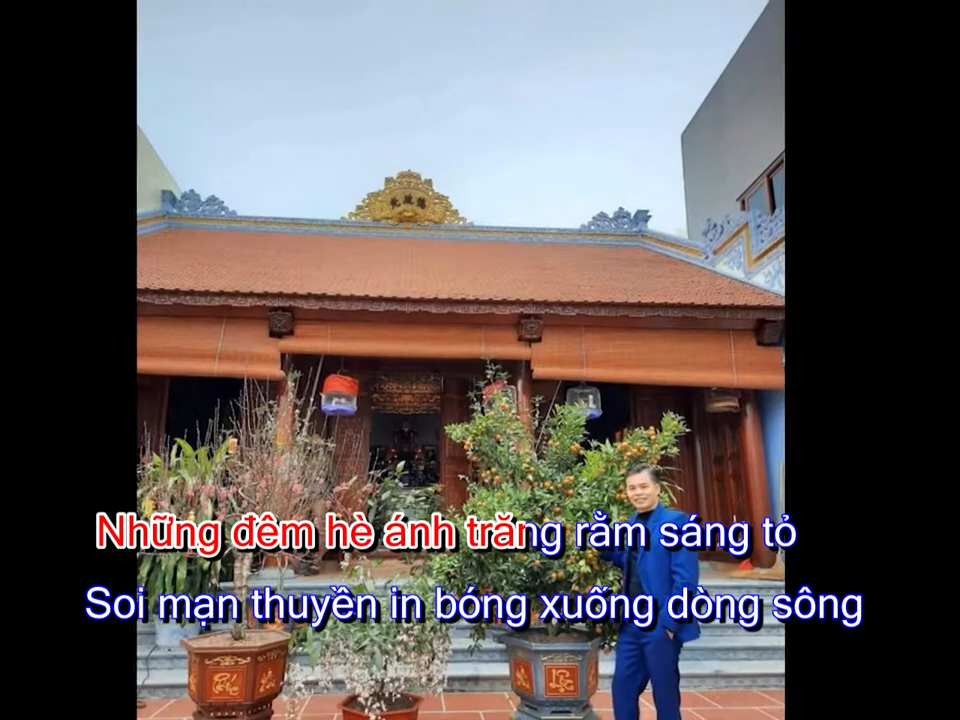 Những đêm hè ánh trăng rằm sáng tỏ
Soi mạn thuyền in bóng xuống dòng sông